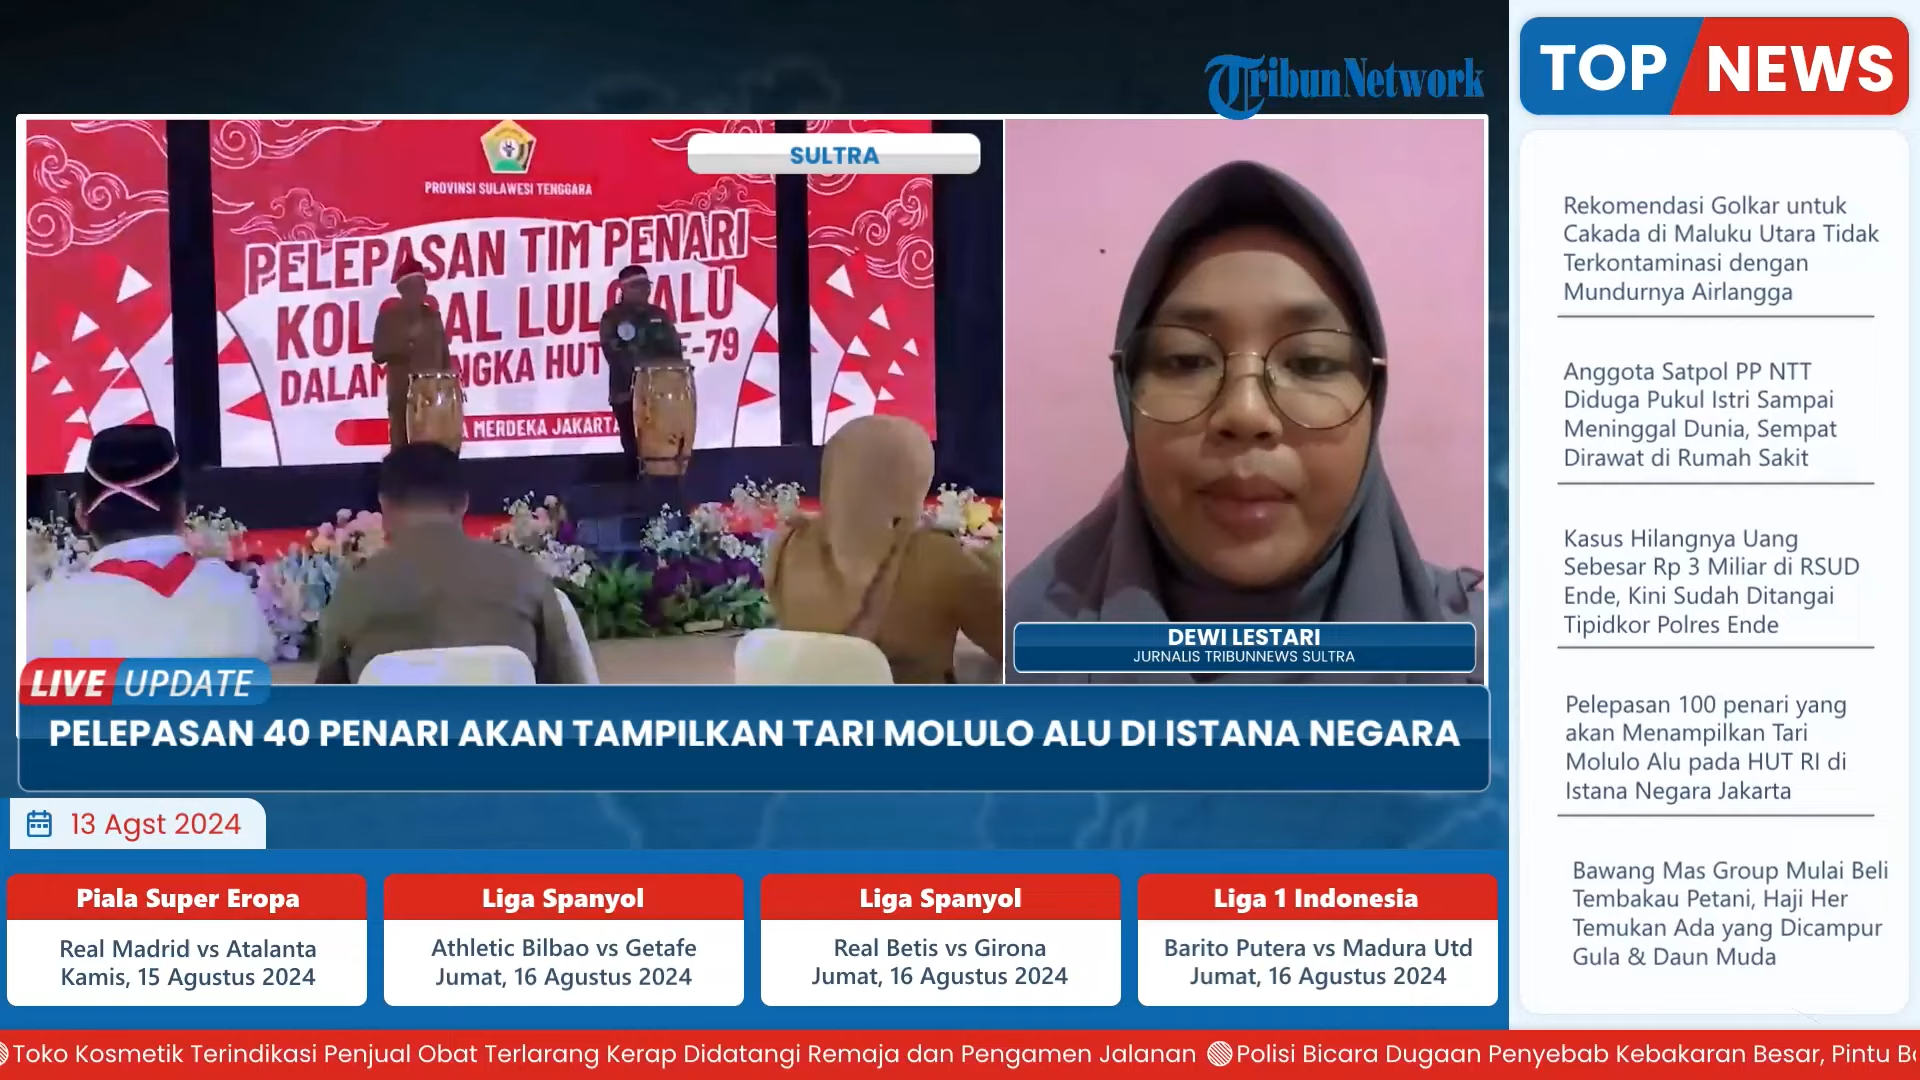 TribunNetwork
TOP NEWS
SULTRA
PROVINSI SULAWESI TENGGARA
PELEPASAN TIM PENARI
LULO ALU
DALAM HUT
-79
MERDEKA JAKARTA
DEWI LESTARI
JURNALIS TRIBUNNEWS SULTRA
LIVE UPDATE
PELEPASAN 40 PENARI AKAN TAMPILKAN TARI MOLULO ALU DI ISTANA NEGARA
13 Agst 2024
Piala Super Eropa
Real Madrid vs Atalanta
Kamis, 15 Agustus 2024
Liga Spanyol
Athletic Bilbao vs Getafe
Jumat, 16 Agustus 2024
Liga Spanyol
Real Betis vs Girona
Jumat, 16 Agustus 2024
Liga 1 Indonesia
Barito Putera vs Madura Utd
Jumat, 16 Agustus 2024
Rekomendasi Golkar untuk
Cakada di Maluku Utara Tidak
Terkontaminasi dengan
Mundurnya Airlangga
Anggota Satpol PP NTT
Diduga Pukul Istri Sampai
Meninggal Dunia, Sempat
Dirawat di Rumah Sakit
Kasus Hilangnya Uang
Sebesar Rp 3 Miliar di RSUD
Ende, Kini Sudah Ditangai
Tipidkor Polres Ende
Pelepasan 100 penari yang
akan Menampilkan Tari
Molulo Alu pada HUT RI di
Istana Negara Jakarta
Bawang Mas Group Mulai Beli
Tembakau Petani, Haji Her
Temukan Ada yang Dicampur
Gula & Daun Muda
Toko Kosmetik Terindikasi Penjual Obat Terlarang Kerap Didatangi Remaja dan Pengamen Jalanan Polisi Bicara Dugaan Penyebab Kebakaran Besar, Pintu